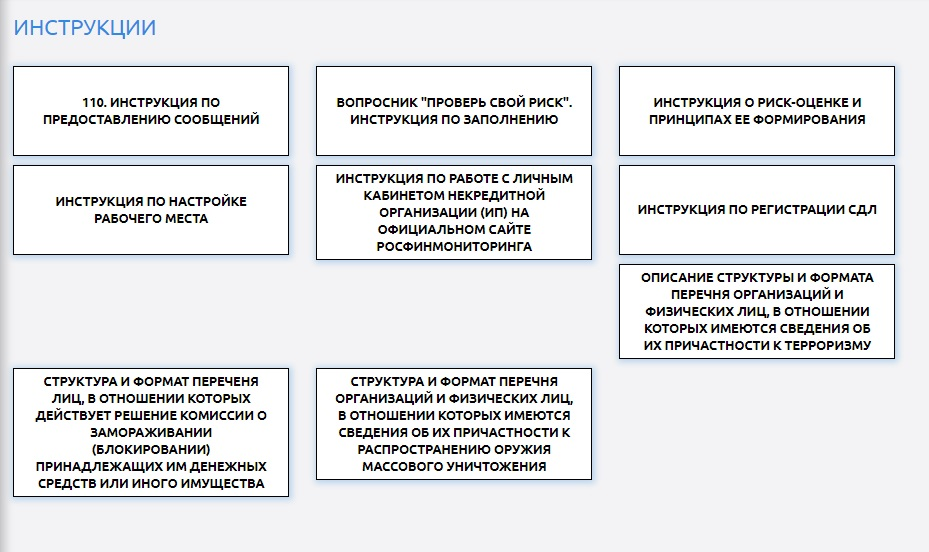 ИНСТРУКЦИИ
110. ИНСТРУКЦИЯ ПО
ПРЕДОСТАВЛЕНИЮ СООБЩЕНИЙ
ВОПРОСНИК "ПРОВЕРЬ СВОЙ РИСК".
ИНСТРУКЦИЯ ПО ЗАПОЛНЕНИЮ
ИНСТРУКЦИЯ О РИСК-ОЦЕНКЕ И
ПРИНЦИПАХ ЕЕ ФОРМИРОВАНИЯ
ИНСТРУКЦИЯ ПО НАСТРОЙКЕ
РАБОЧЕГО МЕСТА
ИНСТРУКЦИЯ ПО РАБОТЕ С ЛИЧНЫМ
КАБИНЕТОМ НЕКРЕДИТНОЙ
ОРГАНИЗАЦИИ (ИП) НА
ОФИЦИАЛЬНОМ САЙТЕ
РОСФИНМОНИТОРИНГА
ИНСТРУКЦИЯ ПО РЕГИСТРАЦИИ СДЛ
ОПИСАНИЕ СТРУКТУРЫ И ФОРМАТА
ПЕРЕЧНЯ ОРГАНИЗАЦИЙ И
ФИЗИЧЕСКИХ ЛИЦ, В ОТНОШЕНИИ
КОТОРЫХ ИМЕЮТСЯ СВЕДЕНИЯ ОБ
ИХ ПРИЧАСТНОСТИ К ТЕРРОРИЗМУ
СТРУКТУРА И ФОРМАТ ПЕРЕЧЕНЯ
ЛИЦ, В ОТНОШЕНИИ КОТОРЫХ
ДЕЙСТВУЕТ РЕШЕНИЕ КОМИССИИ О
ЗАМОРАЖИВАНИИ
(БЛОКИРОВАНИИ)
ПРИНАДЛЕЖАЩИХ ИМ ДЕНЕЖНЫХ
СРЕДСТВ ИЛИ ИНОГО ИМУЩЕСТВА
СТРУКТУРА И ФОРМАТ ПЕРЕЧНЯ
ОРГАНИЗАЦИЙ И ФИЗИЧЕСКИХ ЛИЦ,
В ОТНОШЕНИИ КОТОРЫХ ИМЕЮТСЯ
СВЕДЕНИЯ ОБ ИХ ПРИЧАСТНОСТИ К
РАСПРОСТРАНЕНИЮ ОРУЖИЯ
МАССОВОГО УНИЧТОЖЕНИЯ